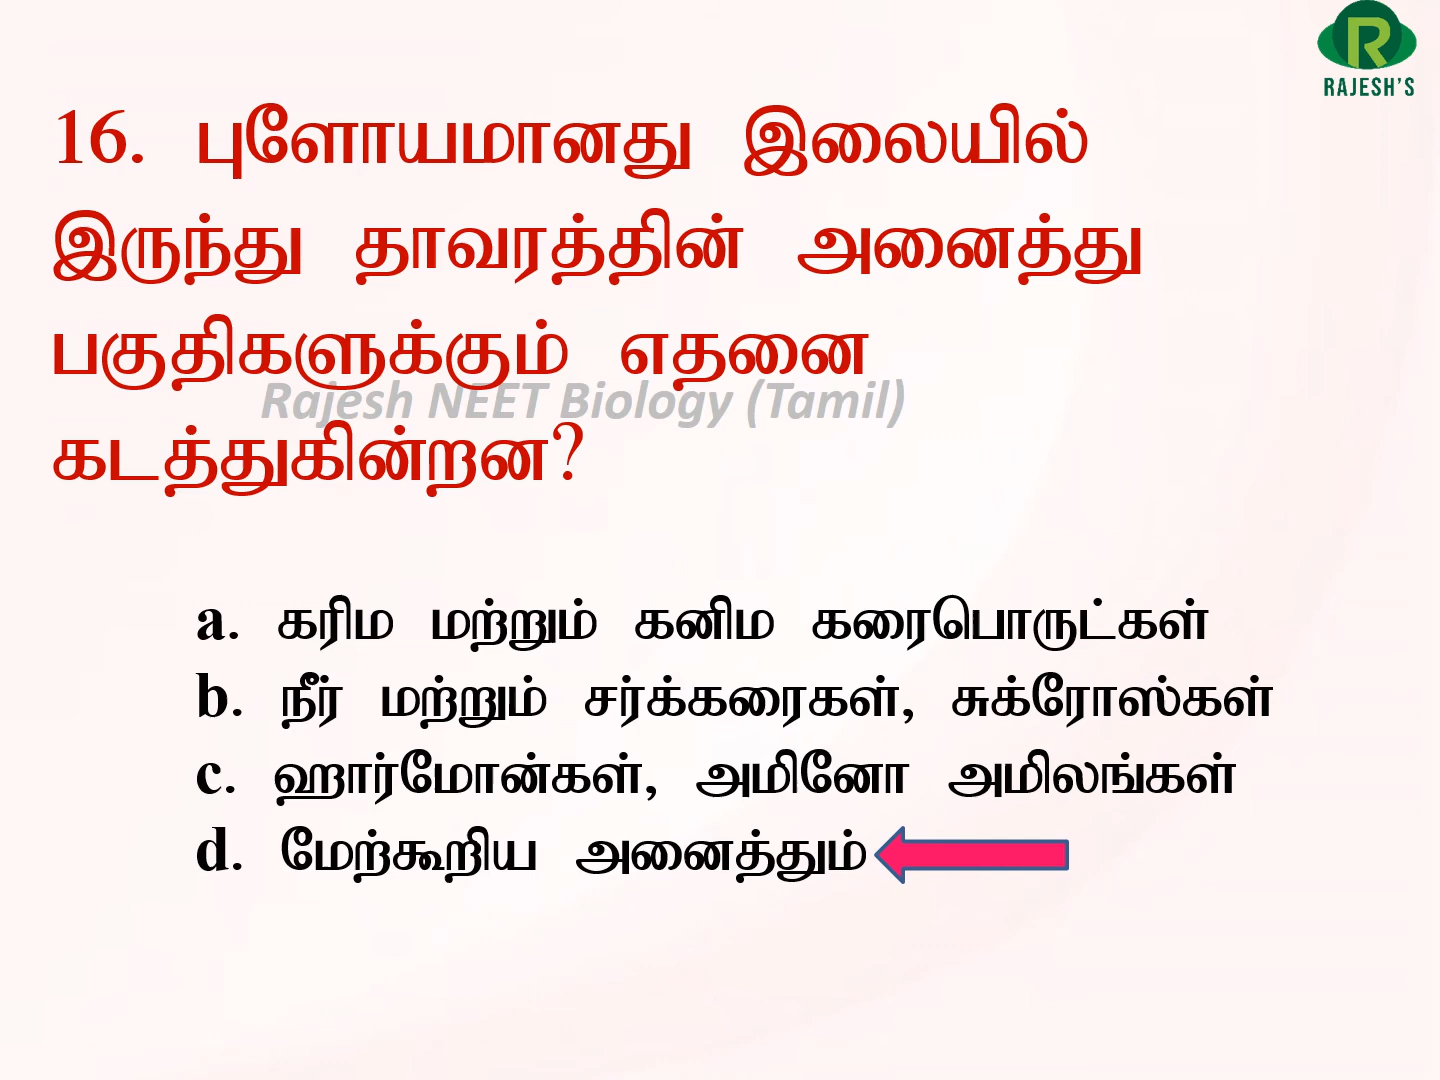 RAJESH'S
16. புளோயமானது இலையில்
இருந்து தாவரத்தின் அனைத்து
பகுதிகளுக்கும் எதனை
Rajesh NEET Biology (Tamil)
கடத்துகின்றன?
a. கரிம மற்றும் கனிம கரைபொருட்கள்
b. நீர் மற்றும் சர்க்கரைகள், சுக்ரோஸ்கள்
c. ஹார்மோன்கள், அமினோ அமிலங்கள்
d. மேற்கூறிய அனைத்தும்